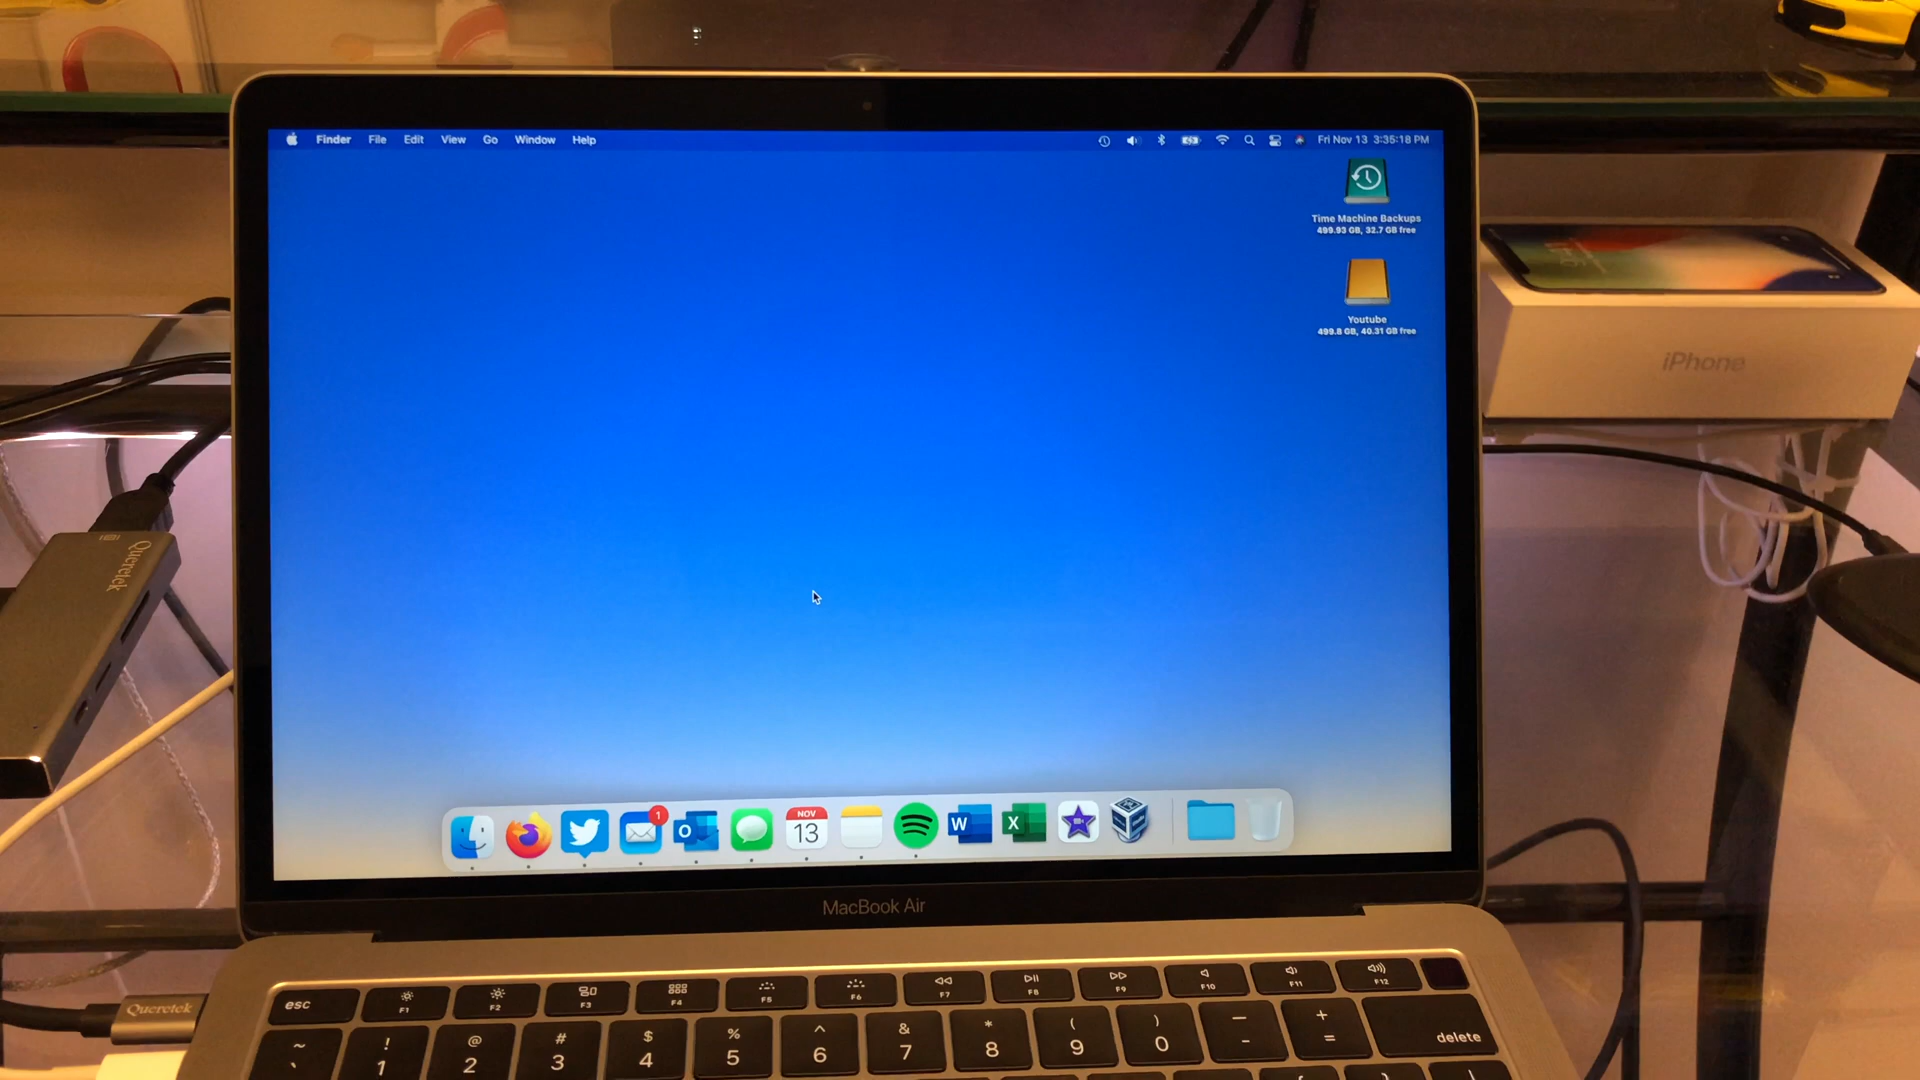 Finder File Edit View Go Window Help
Fri Nov 13 3:35:18 PM
Time Machine Backups
499.93 GB, 32.7 GB free
Youtube
499.8 GB, 40.31 GB free
iPhone
Queretek
1
O
NOV
13
W
X
MacBook Air
Queretek
esc
F1
F2
F3
F4
F5
F6
F7
F8
F9
F10
F11
F12
~ ! @ # $ % ^ & * ( ) — +
` 1 2 3 4 5 6 7 8 9 0 - = delete